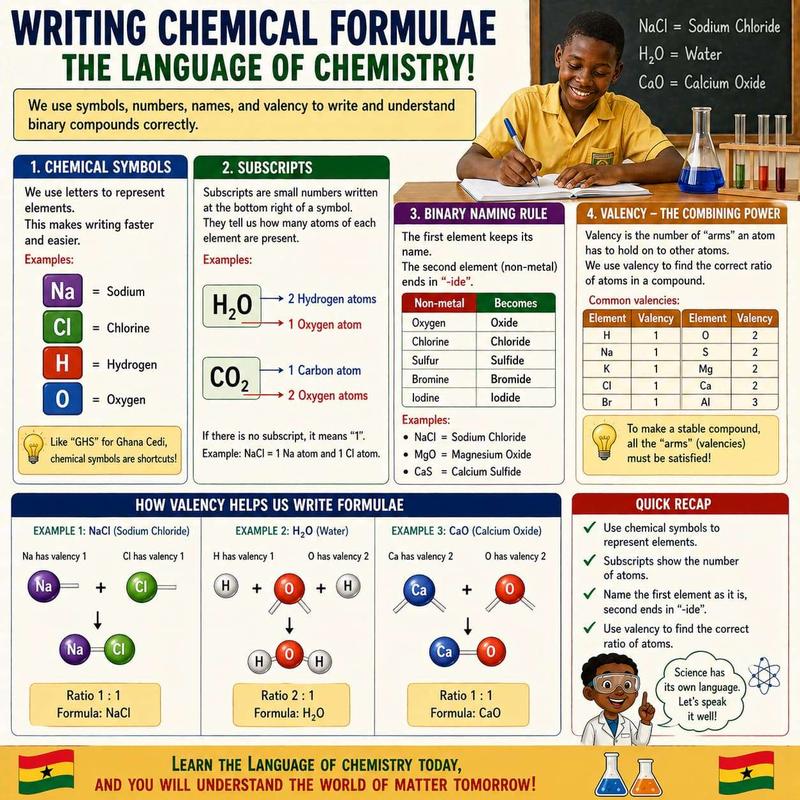 WRITING CHEMICAL FORMULAE
THE LANGUAGE OF CHEMISTRY!
We use symbols, numbers, names, and valency to write and understand
binary compounds correctly.
NaCl = Sodium Chloride
H₂O = Water
CaO = Calcium Oxide
1. CHEMICAL SYMBOLS
We use letters to represent
elements.
This makes writing faster
and easier.
Examples:
Na = Sodium
Cl = Chlorine
H = Hydrogen
O = Oxygen
Like "GHS" for Ghana Cedi,
chemical symbols are shortcuts!
2. SUBSCRIPTS
Subscripts are small numbers written
at the bottom right of a symbol.
They tell us how many atoms of each
element are present.
Examples:
H₂O
2 Hydrogen atoms
1 Oxygen atom
CO₂
1 Carbon atom
2 Oxygen atoms
If there is no subscript, it means "1".
Example: NaCl = 1 Na atom and 1 Cl atom.
3. BINARY NAMING RULE
The first element keeps its
name.
The second element (non-metal)
ends in "-ide".
Non-metal Becomes
Oxygen Oxide
Chlorine Chloride
Sulfur Sulfide
Bromine Bromide
Iodine Iodide
Examples:
• NaCl = Sodium Chloride
• MgO = Magnesium Oxide
• CaS = Calcium Sulfide
4. VALENCY – THE COMBINING POWER
Valency is the number of "arms" an atom
has to hold on to other atoms.
We use valency to find the correct ratio
of atoms in a compound.
Common valencies:
Element Valency Element Valency
H 1 O 2
Na 1 S 2
K 1 Mg 2
Cl 1 Ca 2
Br 1 Al 3
To make a stable compound,
all the "arms" (valencies)
must be satisfied!
HOW VALENCY HELPS US WRITE FORMULAE
EXAMPLE 1: NaCl (Sodium Chloride)
Na has valency 1 Cl has valency 1
Na + Cl
Na Cl
Ratio 1 : 1
Formula: NaCl
EXAMPLE 2: H₂O (Water)
H has valency 1 O has valency 2
H + O + H
H O H
Ratio 2 : 1
Formula: H₂O
EXAMPLE 3: CaO (Calcium Oxide)
Ca has valency 2 O has valency 2
Ca + O
Ca O
Ratio 1 : 1
Formula: CaO
QUICK RECAP
✓ Use chemical symbols to
represent elements.
✓ Subscripts show the number
of atoms.
✓ Name the first element as it is,
second ends in "-ide".
✓ Use valency to find the correct
ratio of atoms.
Science has
its own language.
Let's speak
it well!
LEARN THE LANGUAGE OF CHEMISTRY TODAY,
AND YOU WILL UNDERSTAND THE WORLD OF MATTER TOMORROW!